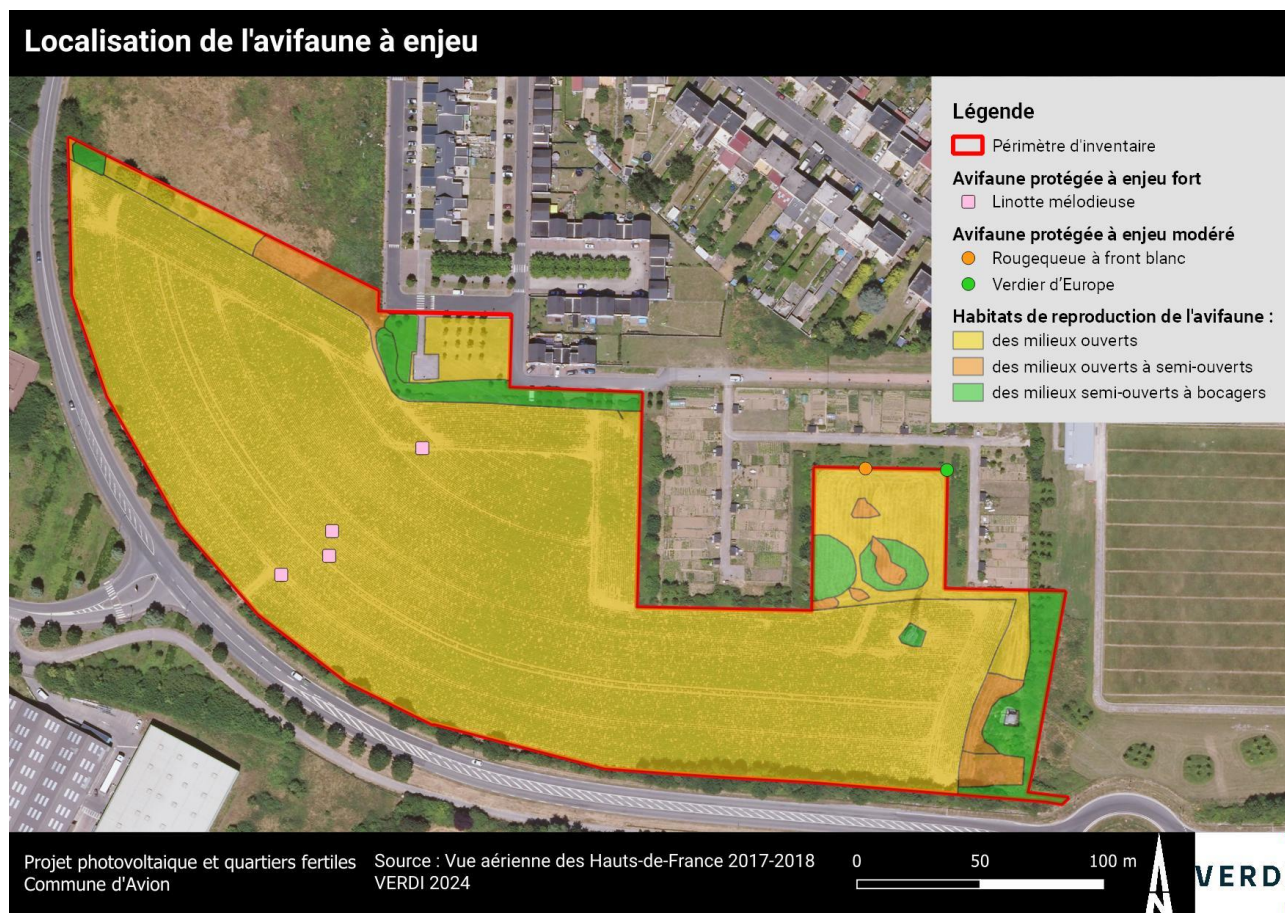 Localisation de l'avifaune à enjeu
Légende
Périmètre d'inventaire
Avifaune protégée à enjeu fort
Linotte mélodieuse
Avifaune protégée à enjeu modéré
Rougequeue à front blanc
Verdier d'Europe
Habitats de reproduction de l'avifaune :
des milieux ouverts
des milieux ouverts à semi-ouverts
des milieux semi-ouverts à bocagers
Projet photovoltaique et quartiers fertiles
Commune d'Avion
Source : Vue aérienne des Hauts-de-France 2017-2018
VERDI 2024
0 50 100 m
N
VERD